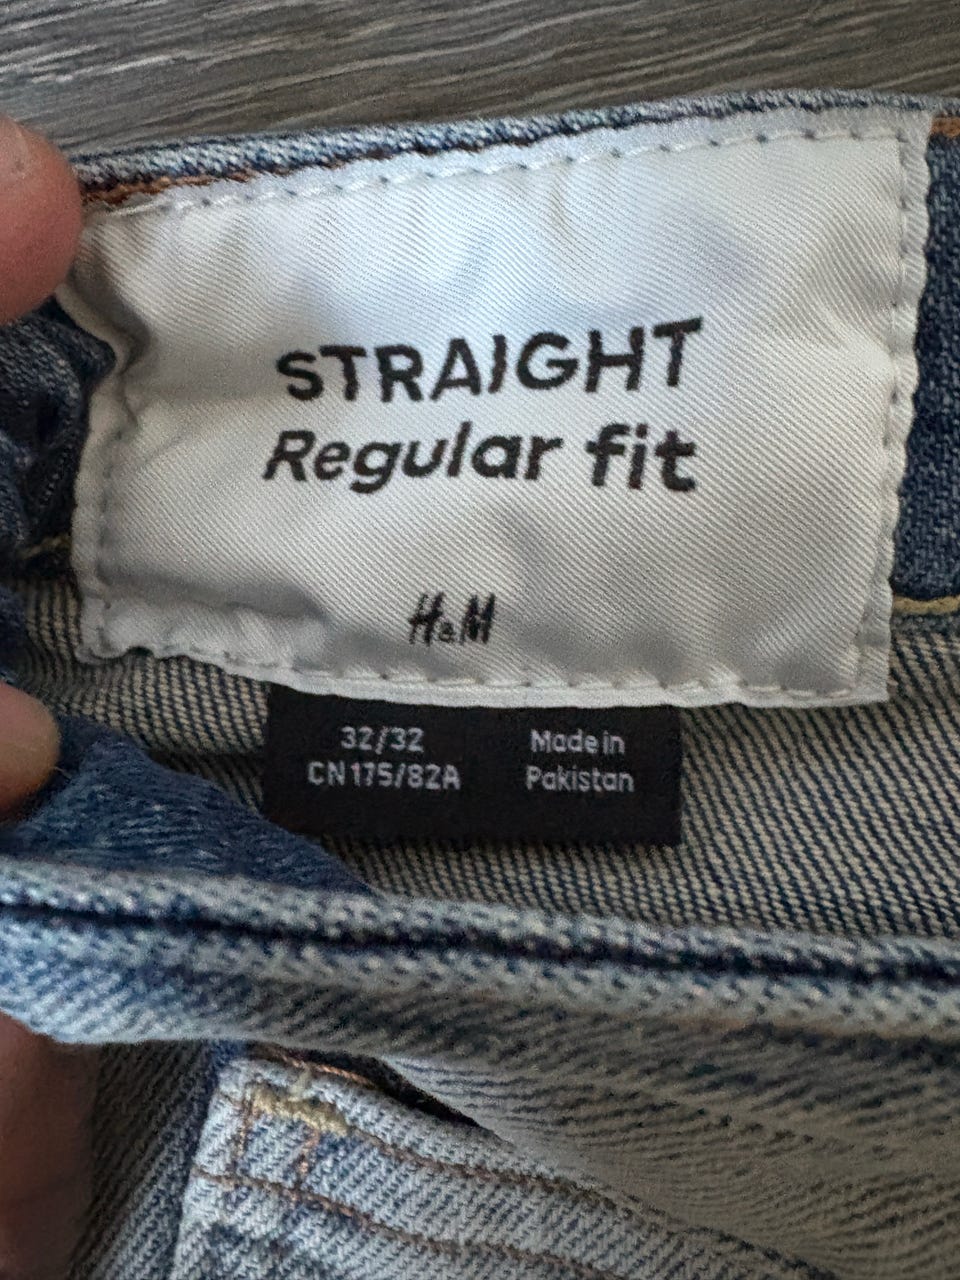 STRAIGHT
Regular fit
H&M
32/32
CN 175/82A
Made in
Pakistan